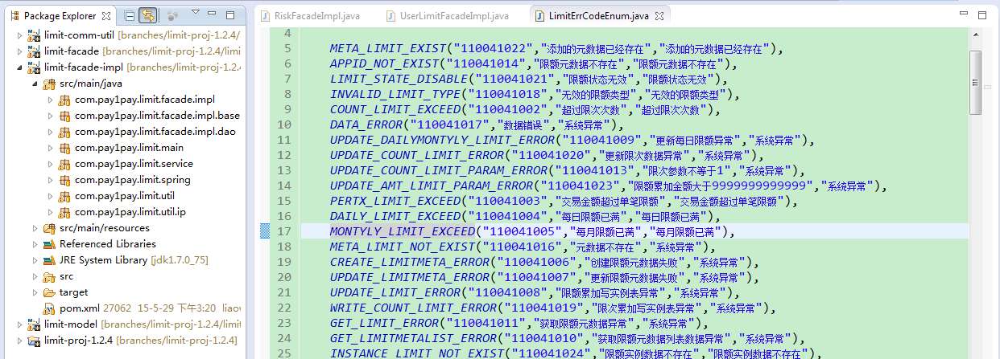 Package Explorer
limit-comm-util [branches/limit-proj-1.2.4/
limit-facade [branches/limit-proj-1.2.4/limi
limit-facade-impl [branches/limit-proj-1.2.4
src/main/java
com.pay1pay.limit.facade.impl
com.pay1pay.limit.facade.impl.base
com.pay1pay.limit.facade.impl.dao
com.pay1pay.limit.main
com.pay1pay.limit.service
com.pay1pay.limit.spring
com.pay1pay.limit.util
com.pay1pay.limit.util.ip
src/main/resources
Referenced Libraries
JRE System Library [jdk1.7.0_75]
src
target
pom.xml 27062 15-5-29 下午3:20 liaov
limit-model [branches/limit-proj-1.2.4/limit
limit-proj-1.2.4 [branches/limit-proj-1.2.4]
RiskFacadeImpl.java UserLimitFacadeImpl.java LimitErrCodeEnum.java
4
5 META_LIMIT_EXIST("110041022","添加的元数据已经存在","添加的元数据已经存在"),
6 APPID_NOT_EXIST("110041014","限额元数据不存在","限额元数据不存在"),
7 LIMIT_STATE_DISABLE("110041021","限额状态无效","限额状态无效"),
8 INVALID_LIMIT_TYPE("110041018","无效的限额类型","无效的限额类型"),
9 COUNT_LIMIT_EXCEED("110041002","超过限次次数","超过限次次数"),
10 DATA_ERROR("110041017","数据错误","系统异常"),
11 UPDATE_DAILYMONTYLY_LIMIT_ERROR("110041009","更新每日限额异常","系统异常"),
12 UPDATE_COUNT_LIMIT_ERROR("110041020","更新限次数据异常","系统异常"),
13 UPDATE_COUNT_LIMIT_PARAM_ERROR("110041013","限次参数不等于1","系统异常"),
14 UPDATE_AMT_LIMIT_PARAM_ERROR("110041023","限额累加金额大于9999999999999","系统异常"),
15 PERTX_LIMIT_EXCEED("110041003","交易金额超过单笔限额","交易金额超过单笔限额"),
16 DAILY_LIMIT_EXCEED("110041004","每日限额已满","每日限额已满"),
17 MONTYLY_LIMIT_EXCEED("110041005","每月限额已满","每月限额已满"),
18 META_LIMIT_NOT_EXIST("110041016","元数据不存在","系统异常"),
19 CREATE_LIMITMETA_ERROR("110041006","创建限额元数据失败","系统异常"),
20 UPDATE_LIMITMETA_ERROR("110041007","更新限额元数据失败","系统异常"),
21 UPDATE_LIMIT_ERROR("110041008","限额累加写实例表异常","系统异常"),
22 WRITE_COUNT_LIMIT_ERROR("110041019","限次累加写实例表异常","系统异常"),
23 GET_LIMIT_ERROR("110041011","获取限额元数据异常","系统异常"),
24 GET_LIMITMETALIST_ERROR("110041010","获取限额元数据列表数据异常","系统异常"),
25 INSTANCE_LIMIT_NOT_EXIST("110041024","限额实例数据不存在","限额实例数据不存在"),